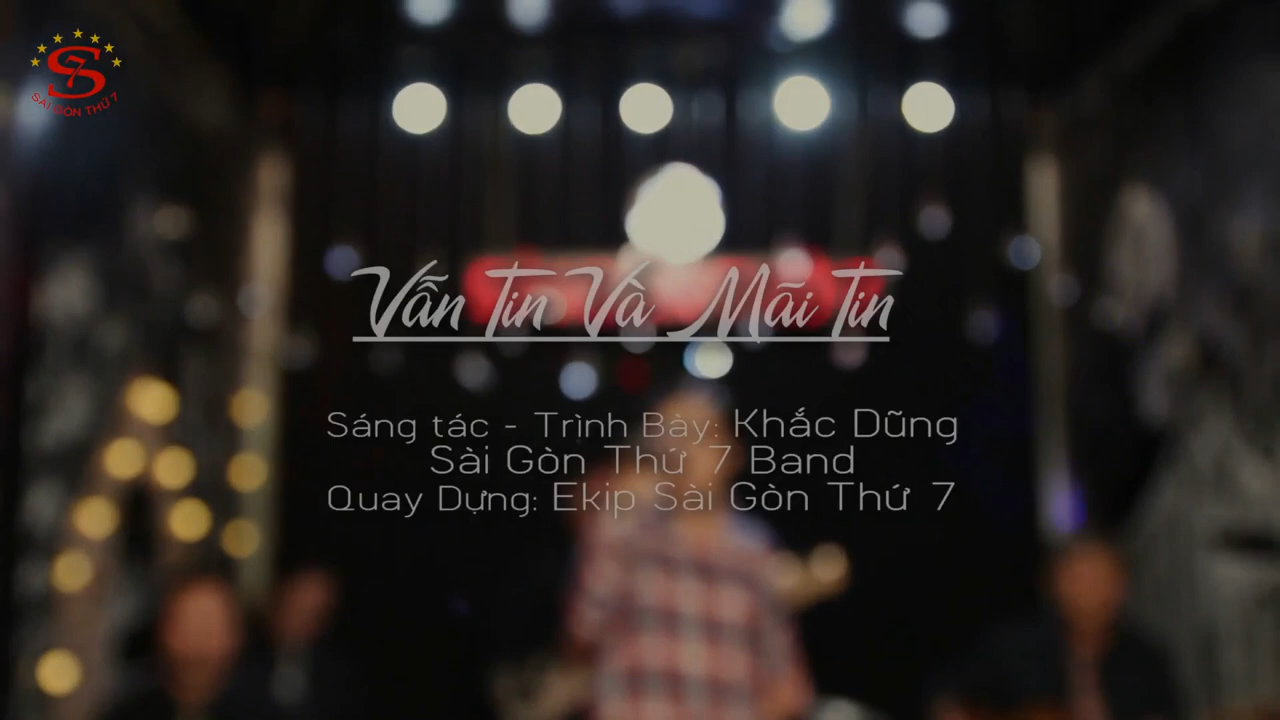 S7
SÀI GÒN THỨ 7
Vẫn Tin Và Mãi Tin
Sáng tác - Trình Bày: Khắc Dũng
Sài Gòn Thứ 7 Band
Quay Dựng: Ekip Sài Gòn Thứ 7